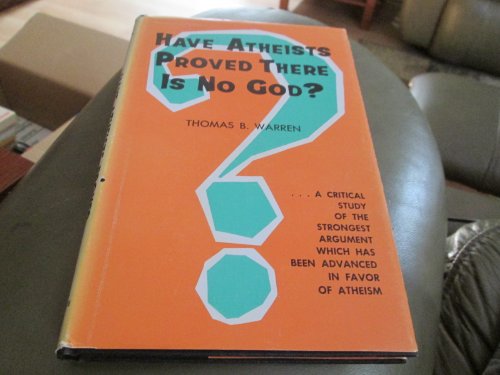 HAVE ATHEISTS
PROVED THERE
IS NO GOD?
THOMAS B. WARREN
. . . A CRITICAL
STUDY
OF THE
STRONGEST
ARGUMENT
WHICH HAS
BEEN ADVANCED
IN FAVOR
OF ATHEISM